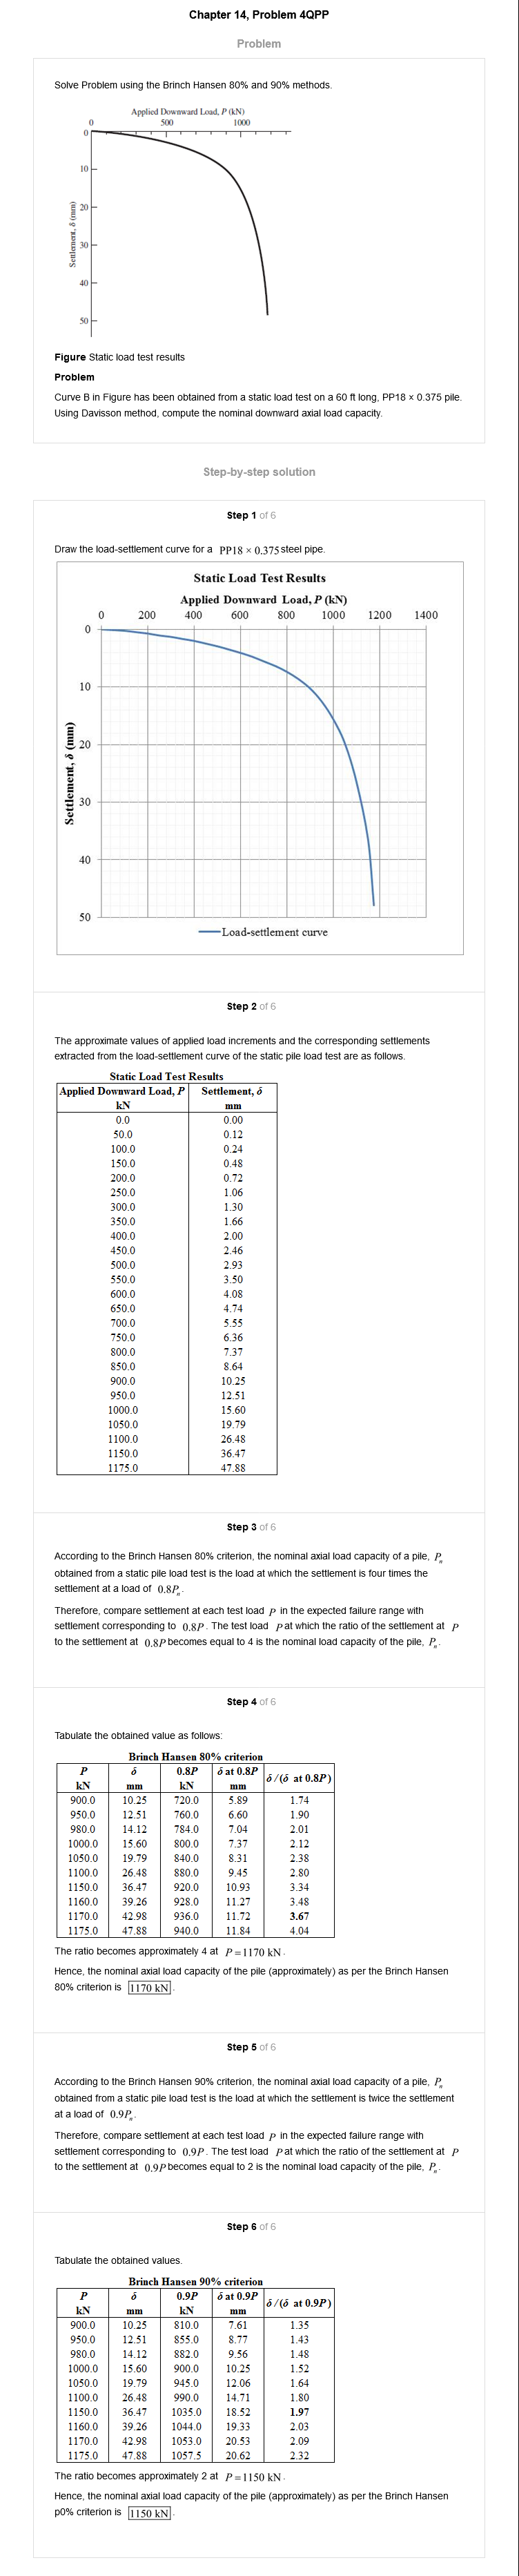 Chapter 14, Problem 4QPP
Problem
Solve Problem using the Brinch Hansen 80% and 90% methods.
Applied Downward Load, P (kN)
0 500 1000
0
10
20
30
40
50
Settlement, δ (mm)
Figure Static load test results
Problem
Curve B in Figure has been obtained from a static load test on a 60 ft long, PP18 × 0.375 pile.
Using Davisson method, compute the nominal downward axial load capacity.
Step-by-step solution
Step 1 of 6
Draw the load-settlement curve for a PP18 × 0.375 steel pipe.
Static Load Test Results
Applied Downward Load, P (kN)
0 200 400 600 800 1000 1200 1400
0
10
20
30
40
50
Settlement, δ (mm)
Load-settlement curve
Step 2 of 6
The approximate values of applied load increments and the corresponding settlements
extracted from the load-settlement curve of the static pile load test are as follows.
Static Load Test Results
Applied Downward Load, P Settlement, δ
kN mm
0.0 0.00
50.0 0.12
100.0 0.24
150.0 0.48
200.0 0.72
250.0 1.06
300.0 1.30
350.0 1.66
400.0 2.00
450.0 2.46
500.0 2.93
550.0 3.50
600.0 4.08
650.0 4.74
700.0 5.55
750.0 6.36
800.0 7.37
850.0 8.64
900.0 10.25
950.0 12.51
1000.0 15.60
1050.0 19.79
1100.0 26.48
1150.0 36.47
1175.0 47.88
Step 3 of 6
According to the Brinch Hansen 80% criterion, the nominal axial load capacity of a pile, Pn
obtained from a static pile load test is the load at which the settlement is four times the
settlement at a load of 0.8Pn.
Therefore, compare settlement at each test load P in the expected failure range with
settlement corresponding to 0.8P. The test load P at which the ratio of the settlement at P
to the settlement at 0.8P becomes equal to 4 is the nominal load capacity of the pile, Pn.
Step 4 of 6
Tabulate the obtained value as follows:
Brinch Hansen 80% criterion
P δ 0.8P δ at 0.8P δ/(δ at 0.8P)
kN mm kN mm
900.0 10.25 720.0 5.89 1.74
950.0 12.51 760.0 6.60 1.90
980.0 14.12 784.0 7.04 2.01
1000.0 15.60 800.0 7.37 2.12
1050.0 19.79 840.0 8.31 2.38
1100.0 26.48 880.0 9.45 2.80
1150.0 36.47 920.0 10.93 3.34
1160.0 39.26 928.0 11.27 3.48
1170.0 42.98 936.0 11.72 3.67
1175.0 47.88 940.0 11.84 4.04
The ratio becomes approximately 4 at P=1170 kN.
Hence, the nominal axial load capacity of the pile (approximately) as per the Brinch Hansen
80% criterion is 1170 kN.
Step 5 of 6
According to the Brinch Hansen 90% criterion, the nominal axial load capacity of a pile, Pn
obtained from a static pile load test is the load at which the settlement is twice the settlement
at a load of 0.9Pn.
Therefore, compare settlement at each test load P in the expected failure range with
settlement corresponding to 0.9P. The test load P at which the ratio of the settlement at P
to the settlement at 0.9P becomes equal to 2 is the nominal load capacity of the pile, Pn.
Step 6 of 6
Tabulate the obtained values.
Brinch Hansen 90% criterion
P δ 0.9P δ at 0.9P δ/(δ at 0.9P)
kN mm kN mm
900.0 10.25 810.0 7.61 1.35
950.0 12.51 855.0 8.77 1.43
980.0 14.12 882.0 9.56 1.48
1000.0 15.60 900.0 10.25 1.52
1050.0 19.79 945.0 12.06 1.64
1100.0 26.48 990.0 14.71 1.80
1150.0 36.47 1035.0 18.52 1.97
1160.0 39.26 1044.0 19.33 2.03
1170.0 42.98 1053.0 20.53 2.09
1175.0 47.88 1057.5 20.62 2.32
The ratio becomes approximately 2 at P=1150 kN.
Hence, the nominal axial load capacity of the pile (approximately) as per the Brinch Hansen
p0% criterion is 1150 kN.